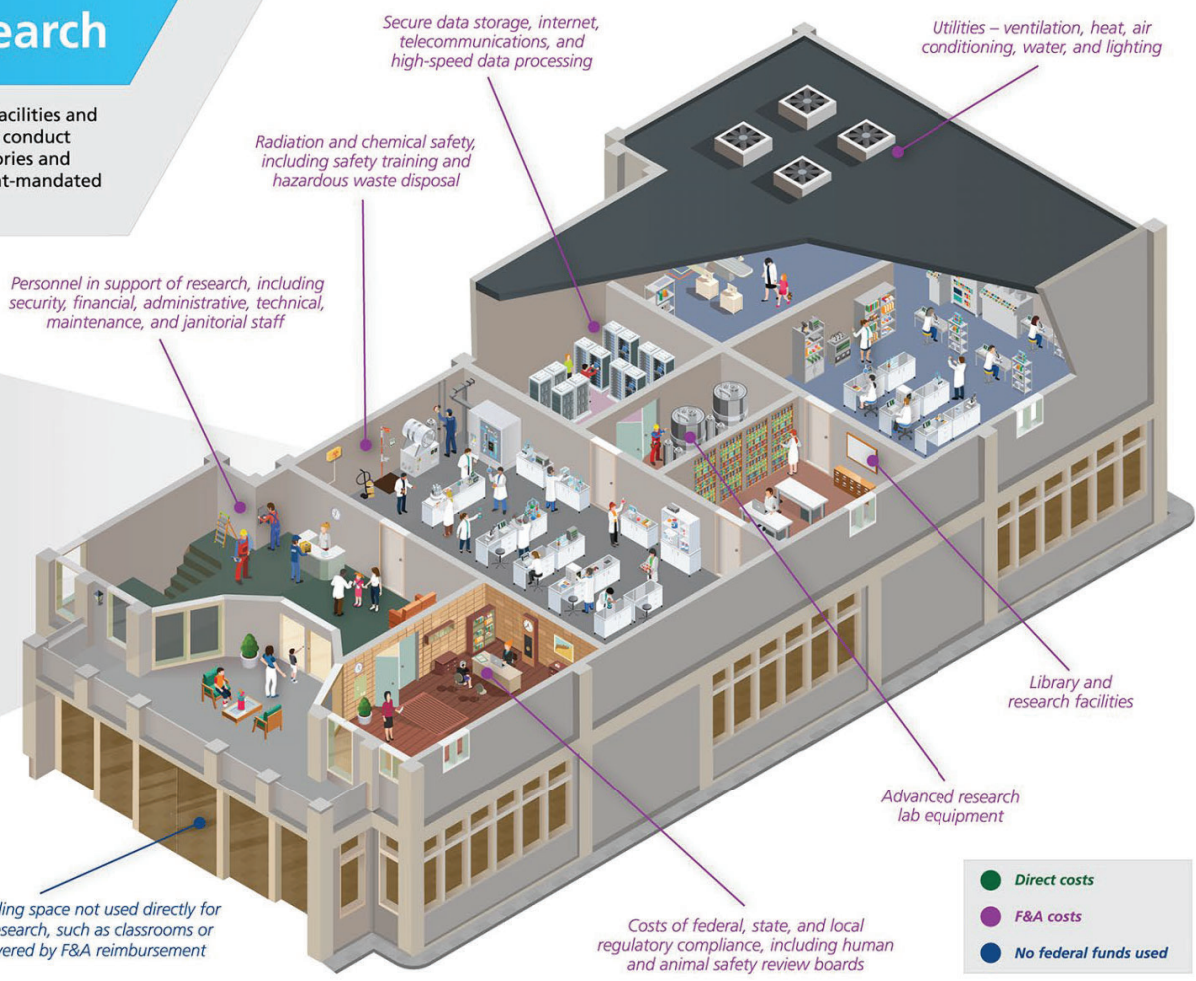 earch
acilities and
conduct
ories and
t-mandated
Secure data storage, internet,
telecommunications, and
high-speed data processing
Utilities – ventilation, heat, air
conditioning, water, and lighting
Radiation and chemical safety,
including safety training and
hazardous waste disposal
Personnel in support of research, including
security, financial, administrative, technical,
maintenance, and janitorial staff
Library and
research facilities
Advanced research
lab equipment
Costs of federal, state, and local
regulatory compliance, including human
and animal safety review boards
ding space not used directly for
esearch, such as classrooms or
vered by F&A reimbursement
Direct costs
F&A costs
No federal funds used